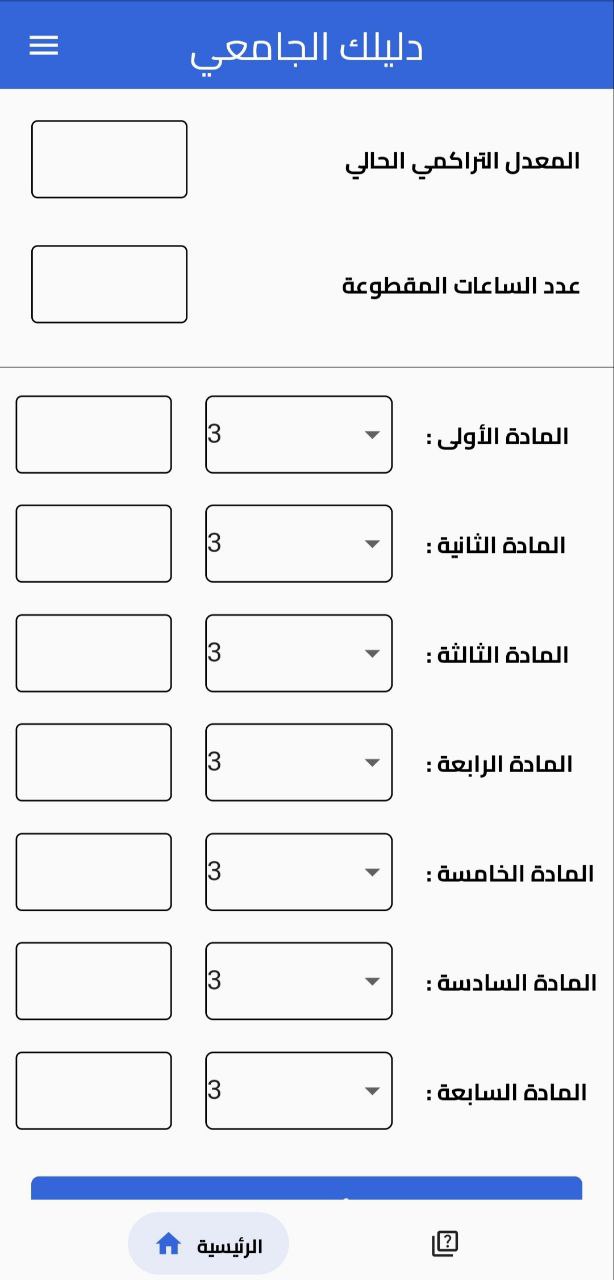 دليلك الجامعي
المعدل التراكمي الحالي
عدد الساعات المقطوعة
المادة الأولى : 3
المادة الثانية : 3
المادة الثالثة : 3
المادة الرابعة : 3
المادة الخامسة : 3
المادة السادسة : 3
المادة السابعة : 3
الرئيسية